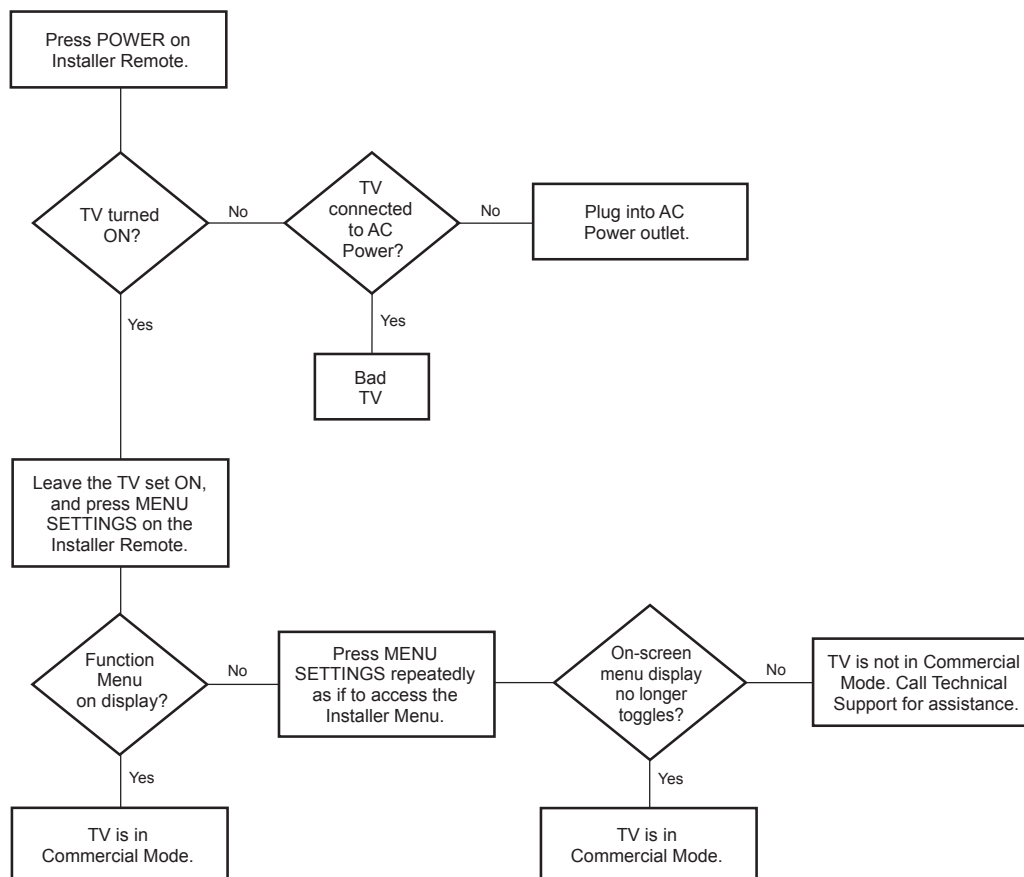 Press POWER on
Installer Remote.
TV turned
ON?
No
TV
connected
to AC
Power?
No
Plug into AC
Power outlet.
Yes
Yes
Bad
TV
Leave the TV set ON,
and press MENU
SETTINGS on the
Installer Remote.
Function
Menu
on display?
No
Press MENU
SETTINGS repeatedly
as if to access the
Installer Menu.
On-screen
menu display
no longer
toggles?
No
TV is not in Commercial
Mode. Call Technical
Support for assistance.
Yes
Yes
TV is in
Commercial Mode.
TV is in
Commercial Mode.